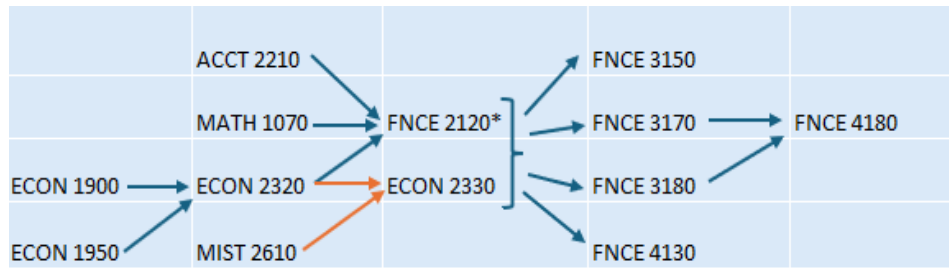 ACCT 2210 FNCE 3150
MATH 1070 FNCE 2120* FNCE 3170 FNCE 4180
ECON 1900 ECON 2320 ECON 2330 FNCE 3180
ECON 1950 MIST 2610 FNCE 4130